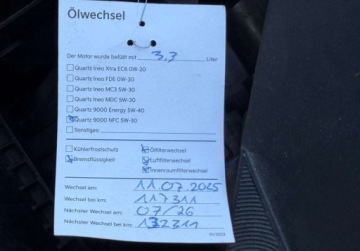 Ölwechsel
Der Motor wurde befüllt mit 3.3 Liter
Quartz Ineo Xtra EC6 0W-20
Quartz Ineo FDE 0W-30
Quartz Ineo MC3 5W-30
Quartz Ineo MDC 5W-30
Quartz 9000 Energy 5W-40
Quartz 9000 NFC 5W-30
Sonstiges:
Kühlerfrostschutz Ölfilterwechsel
Bremsflüssigkeit Luftfilterwechsel
Innenraumfilterwechsel
Wechsel am: 11.07.2025
Wechsel bei km: 117311
Nächster Wechsel am: 07/26
Nächster Wechsel bei km: 132311